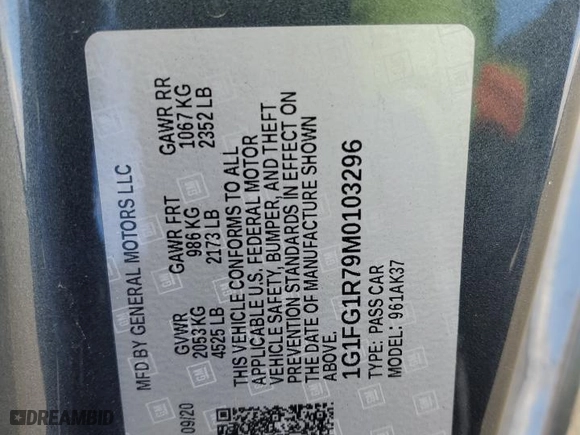 MFD BY GENERAL MOTORS LLC
09/20
GVWR
2053KG
4525 LB
GAWR FRT
986 KG
2173 LB
GAWR RR
1067 KG
2352 LB
THIS VEHICLE CONFORMS TO ALL
APPLICABLE U.S. FEDERAL MOTOR
VEHICLE SAFETY, BUMPER, AND THEFT
PREVENTION STANDARDS IN EFFECT ON
THE DATE OF MANUFACTURE SHOWN
ABOVE.
1G1FG1R79M0103296
TYPE: PASS CAR
MODEL: 961AK37
GM
DREAMBID